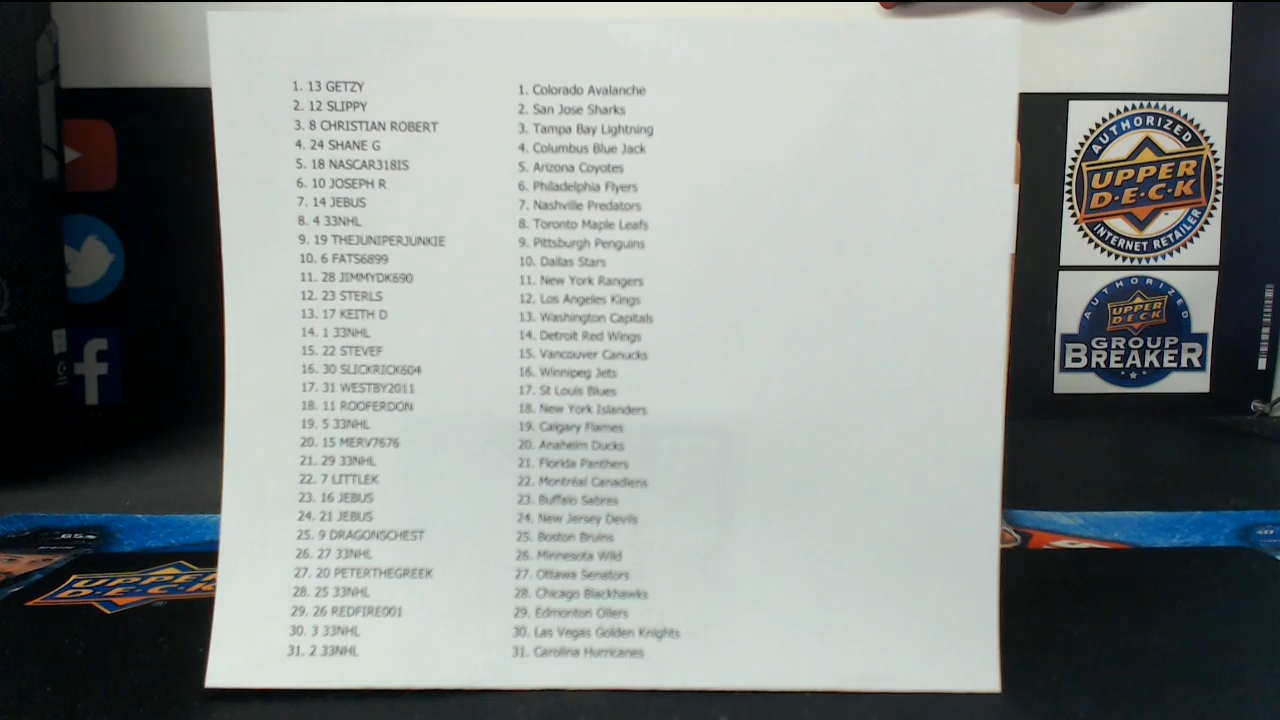 1. 13 GETZY
2. 12 SLIPPY
3. 8 CHRISTIAN ROBERT
4. 24 SHANE G
5. 18 NASCAR318IS
6. 10 JOSEPH R
7. 14 JEBUS
8. 4 33NHL
9. 19 THEJUNIPERJUNKIE
10. 6 FATS6899
11. 28 JIMMYDK690
12. 23 STERLS
13. 17 KEITH D
14. 1 33NHL
15. 22 STEVEF
16. 30 SLICKRICK604
17. 31 WESTBY2011
18. 11 ROOFERDON
19. 5 33NHL
20. 15 MERV7676
21. 29 33NHL
22. 7 LITTLEK
23. 16 JEBUS
24. 21 JEBUS
25. 9 DRAGONSCHEST
26. 27 33NHL
27. 20 PETERTHEGREEK
28. 25 33NHL
29. 26 REDFIRE001
30. 3 33NHL
31. 2 33NHL
1. Colorado Avalanche
2. San Jose Sharks
3. Tampa Bay Lightning
4. Columbus Blue Jack
5. Arizona Coyotes
6. Philadelphia Flyers
7. Nashville Predators
8. Toronto Maple Leafs
9. Pittsburgh Penguins
10. Dallas Stars
11. New York Rangers
12. Los Angeles Kings
13. Washington Capitals
14. Detroit Red Wings
15. Vancouver Canucks
16. Winnipeg Jets
17. St Louis Blues
18. New York Islanders
19. Calgary Flames
20. Anaheim Ducks
21. Florida Panthers
22. Montréal Canadiens
23. Buffalo Sabres
24. New Jersey Devils
25. Boston Bruins
26. Minnesota Wild
27. Ottawa Senators
28. Chicago Blackhawks
29. Edmonton Oilers
30. Las Vegas Golden Knights
31. Carolina Hurricanes
AUTHORIZED
UPPER
D·E·C·K
INTERNET RETAILER
AUTHORIZED
UPPER
D·E·C·K
GROUP
BREAKER
UPPER
D·E·C·K